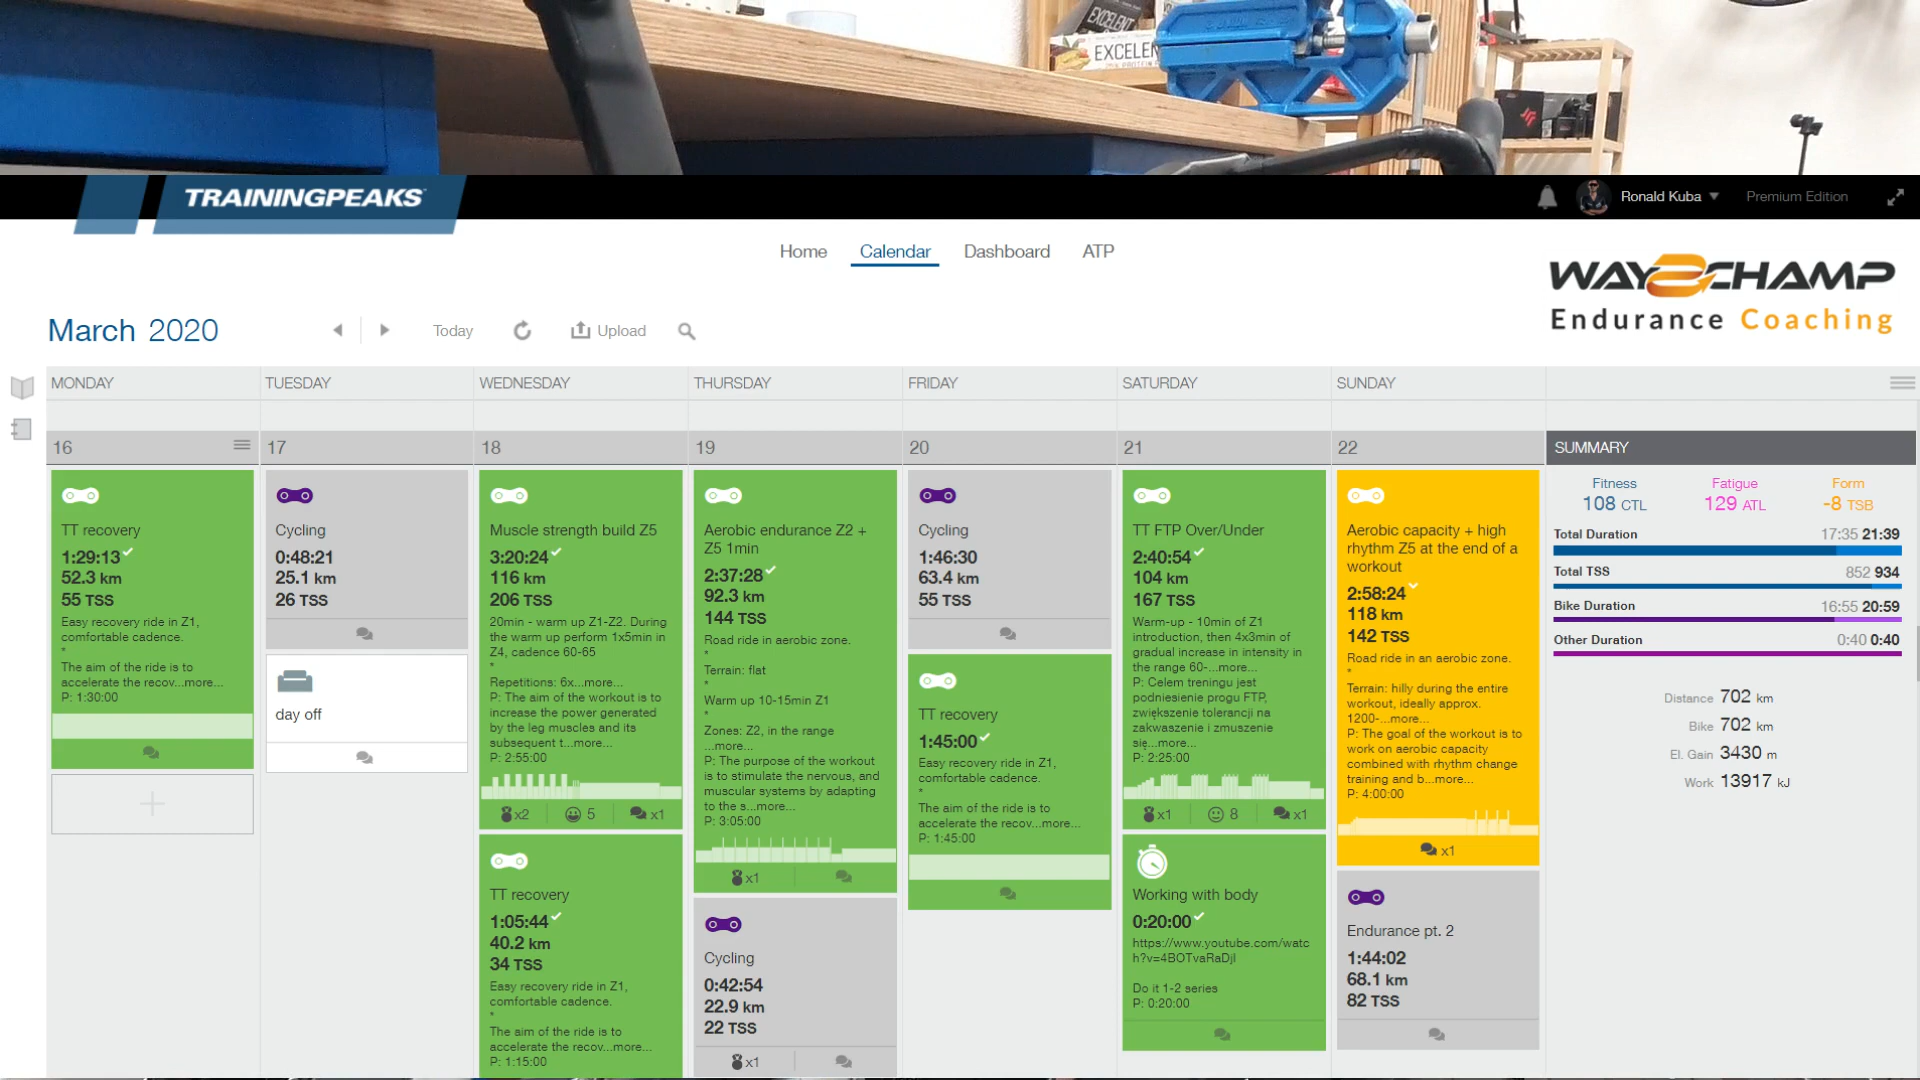 EXCELENT
EXCELEN
TRAININGPEAKS
Ronald Kuba
Premium Edition
Home
Calendar
Dashboard
ATP
WAY2CHAMP
Endurance Coaching
March 2020
Today
Upload
MONDAY
TUESDAY
WEDNESDAY
THURSDAY
FRIDAY
SATURDAY
SUNDAY
16
TT recovery
1:29:13
52.3 km
55 TSS
Easy recovery ride in Z1,
comfortable cadence.
*
The aim of the ride is to
accelerate the recov...more...
P: 1:30:00
17
Cycling
0:48:21
25.1 km
26 TSS
day off
18
Muscle strength build Z5
3:20:24
116 km
206 TSS
20min - warm up Z1-Z2. During
the warm up perform 1x5min in
Z4, cadence 60-65
*
Repetitions: 6x...more...
P: The aim of the workout is to
increase the power generated
by the leg muscles and its
subsequent t...more...
P: 2:55:00
x2
5
x1
TT recovery
1:05:44
40.2 km
34 TSS
Easy recovery ride in Z1,
comfortable cadence.
*
The aim of the ride is to
accelerate the recov...more...
P: 1:15:00
19
Aerobic endurance Z2 +
Z5 1min
2:37:28
92.3 km
144 TSS
Road ride in aerobic zone.
*
Terrain: flat
*
Warm up 10-15min Z1
*
Zones: Z2, in the range
...more...
P: The purpose of the workout
is to stimulate the nervous, and
muscular systems by adapting
to the s...more...
P: 3:05:00
x1
Cycling
0:42:54
22.9 km
22 TSS
x1
20
Cycling
1:46:30
63.4 km
55 TSS
TT recovery
1:45:00
Easy recovery ride in Z1,
comfortable cadence.
*
The aim of the ride is to
accelerate the recov...more...
P: 1:45:00
21
TT FTP Over/Under
2:40:54
104 km
167 TSS
Warm-up - 10min of Z1
introduction, then 4x3min of
gradual increase in intensity in
the range 60-...more...
P: Celem treningu jest
podniesienie progu FTP,
zwiększenie tolerancji na
zakwaszenie i zmuszenie
się...more...
P: 2:25:00
x1
8
x1
Working with body
0:20:00
https://www.youtube.com/watc
h?v=4BOTvaRaDjI
Do it 1-2 series
P: 0:20:00
22
Aerobic capacity + high
rhythm Z5 at the end of a
workout
2:58:24
118 km
142 TSS
Road ride in an aerobic zone.
*
Terrain: hilly during the entire
workout, ideally approx.
1200-...more...
P: The goal of the workout is to
work on aerobic capacity
combined with rhythm change
training and b...more...
P: 4:00:00
x1
Endurance pt. 2
1:44:02
68.1 km
82 TSS
SUMMARY
Fitness
108 CTL
Fatigue
129 ATL
Form
-8 TSB
Total Duration 17:35 21:39
Total TSS 852 934
Bike Duration 16:55 20:59
Other Duration 0:40 0:40
Distance 702 km
Bike 702 km
El. Gain 3430 m
Work 13917 kJ